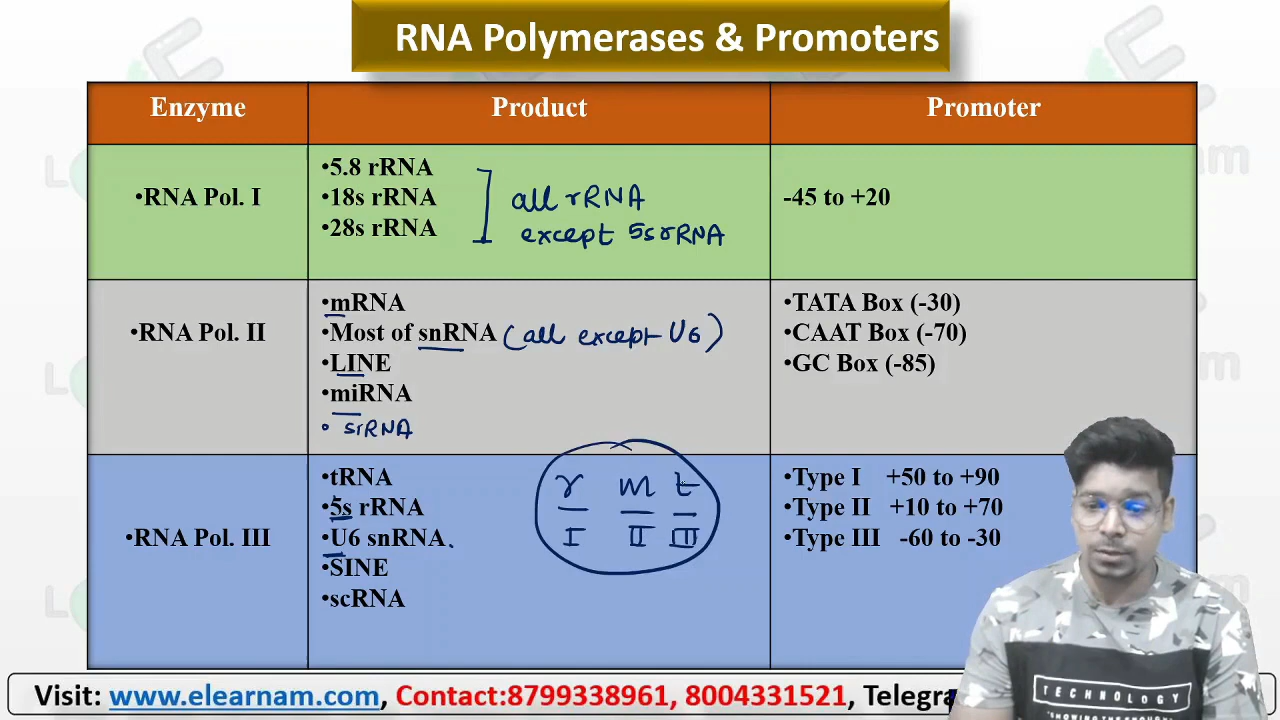 RNA Polymerases & Promoters
Enzyme Product Promoter
•RNA Pol. I
•5.8 rRNA
•18s rRNA
•28s rRNA
all rRNA
except 5s rRNA
-45 to +20
•RNA Pol. II
•mRNA
•Most of snRNA (all except U6)
•LINE
•miRNA
• siRNA
•TATA Box (-30)
•CAAT Box (-70)
•GC Box (-85)
•RNA Pol. III
•tRNA
•5s rRNA
•U6 snRNA
•SINE
•scRNA
r m t
I II III
•Type I +50 to +90
•Type II +10 to +70
•Type III -60 to -30
TECHNOLOGY
Visit: www.elearnam.com, Contact:8799338961, 8004331521, Telegra